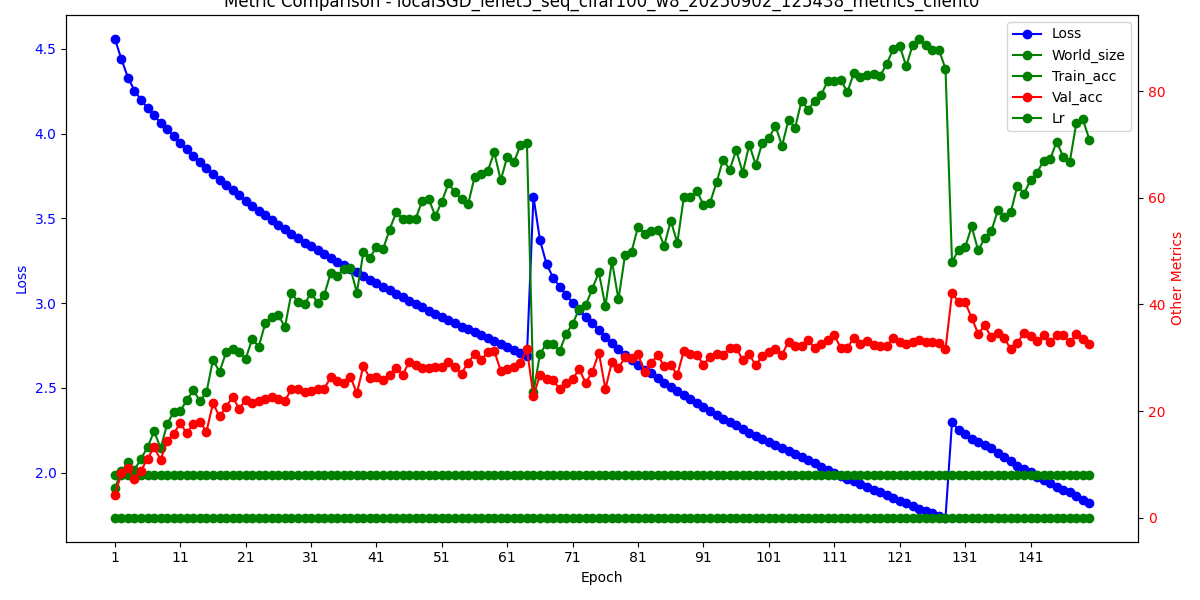 Metric Comparison - localSGD_lenet5_seq_cifar100_w8_20250902_125438_metrics_client0
Loss
World_size
Train_acc
Val_acc
Lr
4.5
4.0
3.5
3.0
2.5
2.0
Loss
80
60
40
20
0
Other Metrics
1 11 21 31 41 51 61 71 81 91 101 111 121 131 141
Epoch